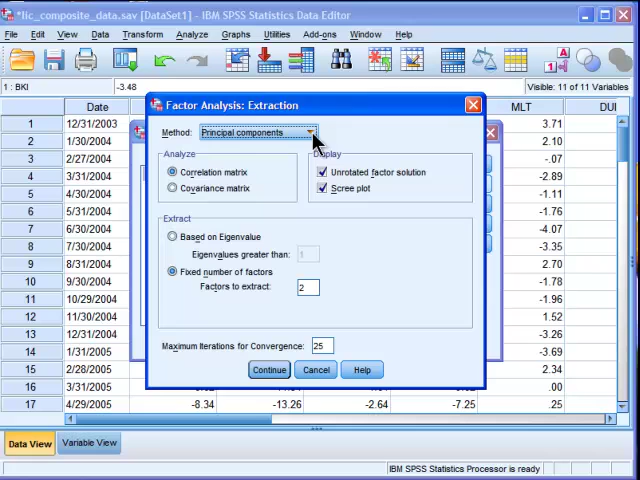 *lic_composite_data.sav [DataSet1] - IBM SPSS Statistics Data Editor
File Edit View Data Transform Analyze Graphs Utilities Add-ons Window Help
1 : BKI -3.48 Visible: 11 of 11 Variables
Date MLT DUI
1 12/31/2003 3.71
2 1/30/2004 2.10
3 2/27/2004 -.07
4 3/31/2004 -2.89
5 4/30/2004 -1.11
6 5/31/2004 -1.76
7 6/30/2004 -4.07
8 7/30/2004 -3.35
9 8/31/2004 2.70
10 9/30/2004 -1.78
11 10/29/2004 -1.96
12 11/30/2004 1.52
13 12/31/2004 -3.26
14 1/31/2005 -3.69
15 2/28/2005 2.34
16 3/31/2005 .00
17 4/29/2005 -8.34 -13.26 -2.64 -7.25 .25
Factor Analysis: Extraction
Method: Principal components
Analyze
Correlation matrix
Covariance matrix
Display
Unrotated factor solution
Scree plot
Extract
Based on Eigenvalue
Eigenvalues greater than: 1
Fixed number of factors
Factors to extract: 2
Maximum Iterations for Convergence: 25
Continue Cancel Help
Data View Variable View
IBM SPSS Statistics Processor is ready